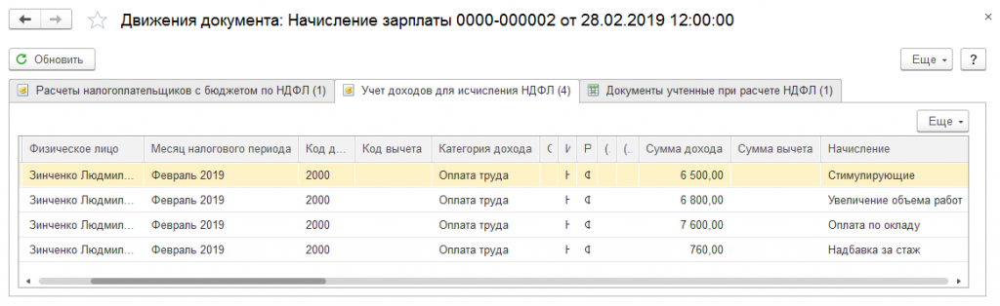 Движения документа: Начисление зарплаты 0000-000002 от 28.02.2019 12:00:00
Обновить Еще ?
Расчеты налогоплательщиков с бюджетом по НДФЛ (1) Учет доходов для исчисления НДФЛ (4) Документы учтенные при расчете НДФЛ (1)
Еще
Физическое лицо Месяц налогового периода Код д... Код вычета Категория дохода С И Р (. (. Сумма дохода Сумма вычета Начисление
Зинченко Людмил... Февраль 2019 2000 Оплата труда 6 500,00 Стимулирующие
Зинченко Людмил... Февраль 2019 2000 Оплата труда 6 800,00 Увеличение объема работ
Зинченко Людмил... Февраль 2019 2000 Оплата труда 7 600,00 Оплата по окладу
Зинченко Людмил... Февраль 2019 2000 Оплата труда 760,00 Надбавка за стаж